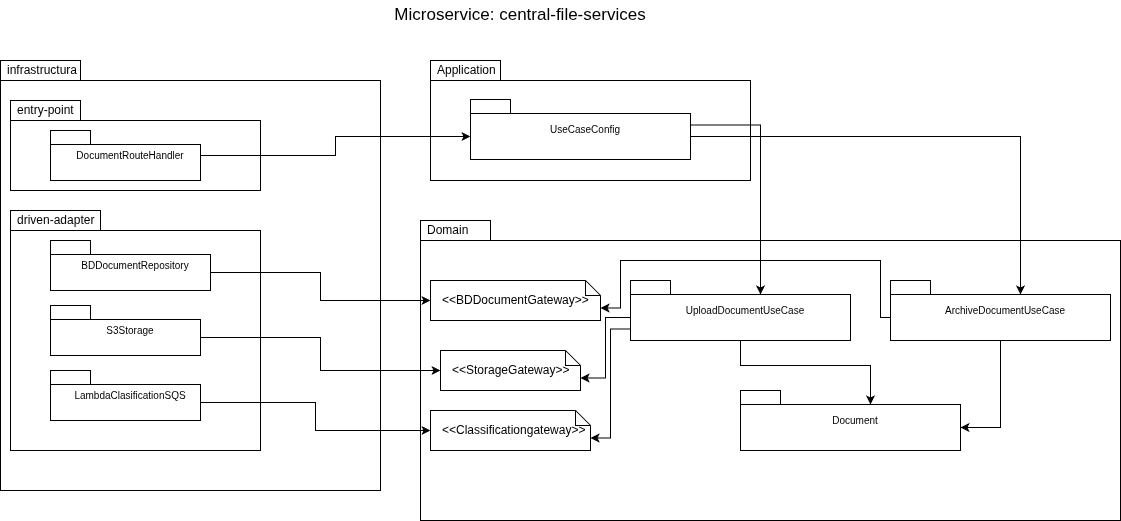 Microservice: central-file-services
infrastructura
Application
entry-point
UseCaseConfig
DocumentRouteHandler
driven-adapter
Domain
BDDocumentRepository
<<BDDocumentGateway>>
UploadDocumentUseCase
ArchiveDocumentUseCase
S3Storage
<<StorageGateway>>
LambdaClasificationSQS
<<Classificationgateway>>
Document